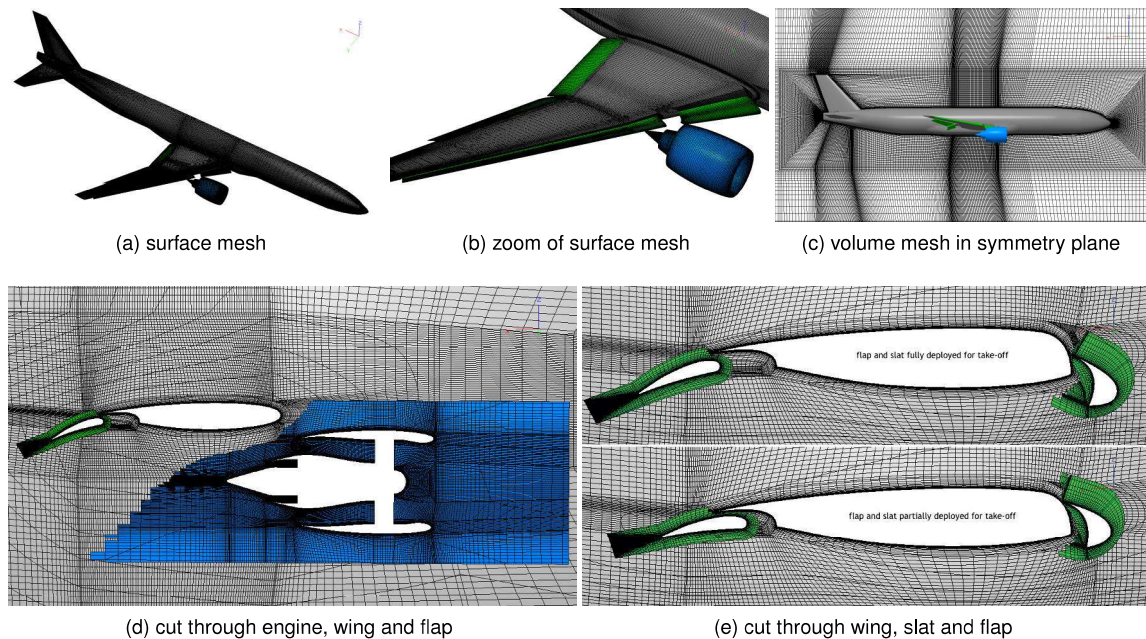 (a) surface mesh
(b) zoom of surface mesh
(c) volume mesh in symmetry plane
flap and slat fully deployed for take-off
flap and slat partially deployed for take-off
(d) cut through engine, wing and flap
(e) cut through wing, slat and flap